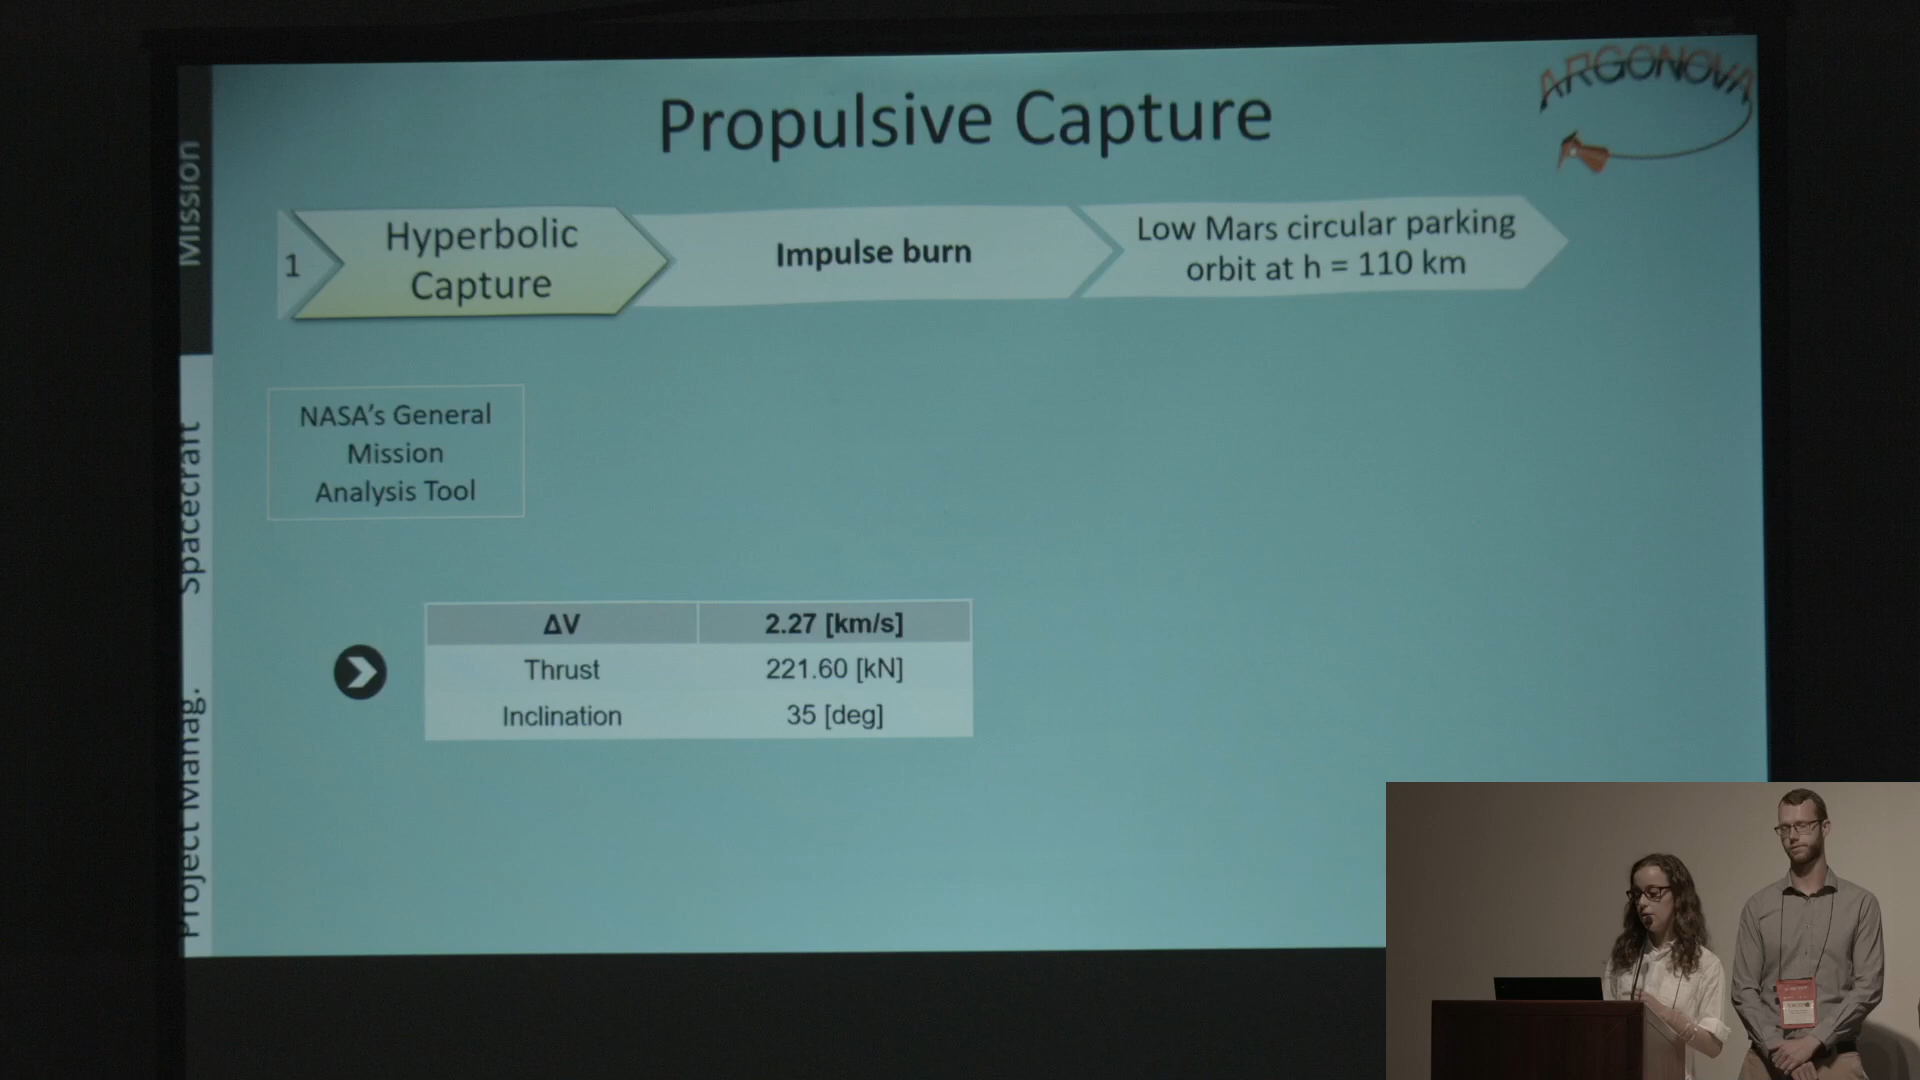 Propulsive Capture
ARGONOVA
Mission
Spacecraft
Project Manag.
1
Hyperbolic
Capture
Impulse burn
Low Mars circular parking
orbit at h = 110 km
NASA's General
Mission
Analysis Tool
ΔV 2.27 [km/s]
Thrust 221.60 [kN]
Inclination 35 [deg]